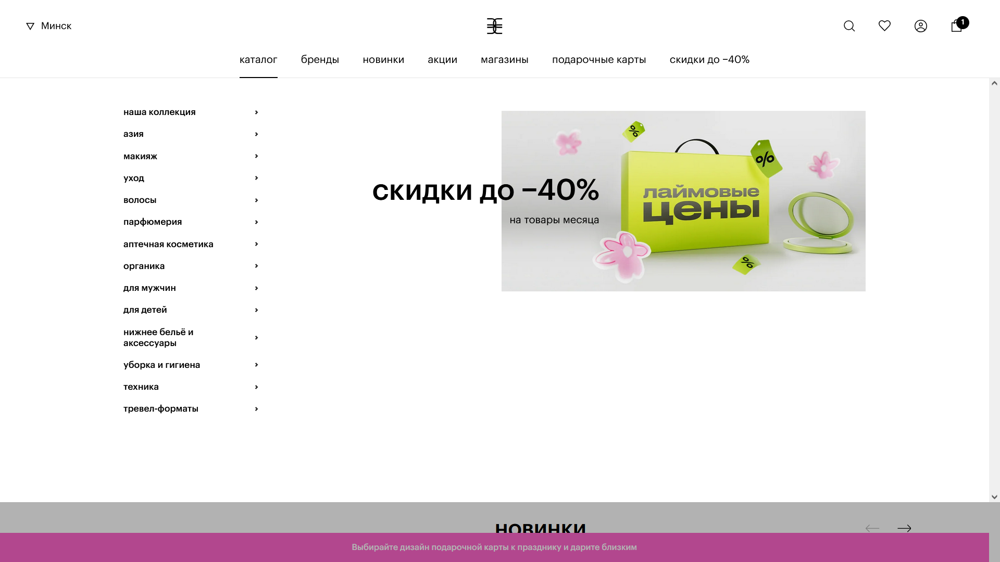 Минск
1
каталог бренды новинки акции магазины подарочные карты скидки до −40%
наша коллекция
азия
макияж
уход
волосы
парфюмерия
аптечная косметика
органика
для мужчин
для детей
нижнее бельё и
аксессуары
уборка и гигиена
техника
тревел-форматы
скидки до −40%
на товары месяца
лаймовые
цены
%
%
%
НОВИНКИ
Выбирайте дизайн подарочной карты к празднику и дарите близким